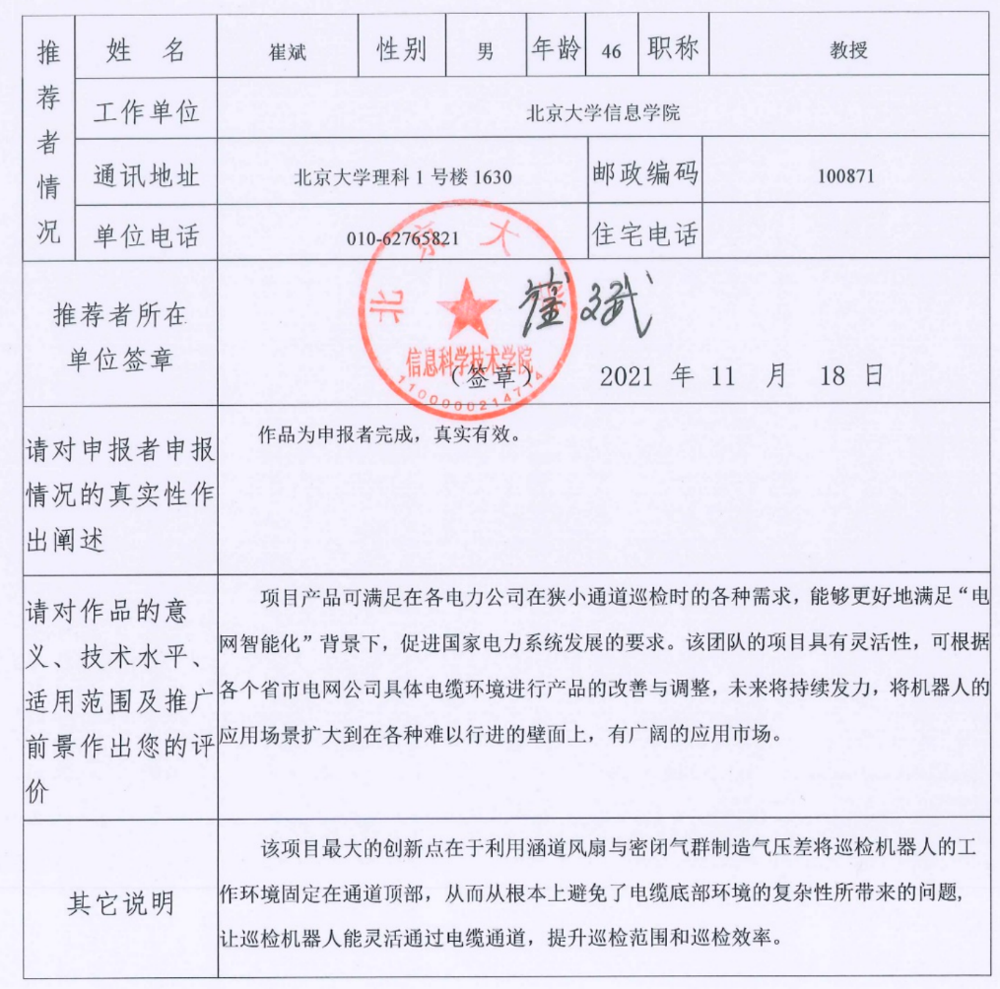 推荐者情况
姓 名 崔斌 性别 男 年龄 46 职称 教授
工作单位 北京大学信息学院
通讯地址 北京大学理科1号楼1630 邮政编码 100871
单位电话 010-62765821 住宅电话
推荐者所在
单位签章
北京大学
崔斌
信息科学技术学院
(签章) 2021 年 11 月 18 日
请对申报者申报
情况的真实性作
出阐述
作品为申报者完成，真实有效。
请对作品的意
义、技术水平、
适用范围及推广
前景作出您的评
价
项目产品可满足在各电力公司在狭小通道巡检时的各种需求，能够更好地满足“电
网智能化”背景下，促进国家电力系统发展的要求。该团队的项目具有灵活性，可根据
各个省市电网公司具体电缆环境进行产品的改善与调整，未来将持续发力，将机器人的
应用场景扩大到在各种难以行进的壁面上，有广阔的应用市场。
其它说明
该项目最大的创新点在于利用涵道风扇与密闭气群制造气压差将巡检机器人的工
作环境固定在通道顶部，从而从根本上避免了电缆底部环境的复杂性所带来的问题,
让巡检机器人能灵活通过电缆通道，提升巡检范围和巡检效率。